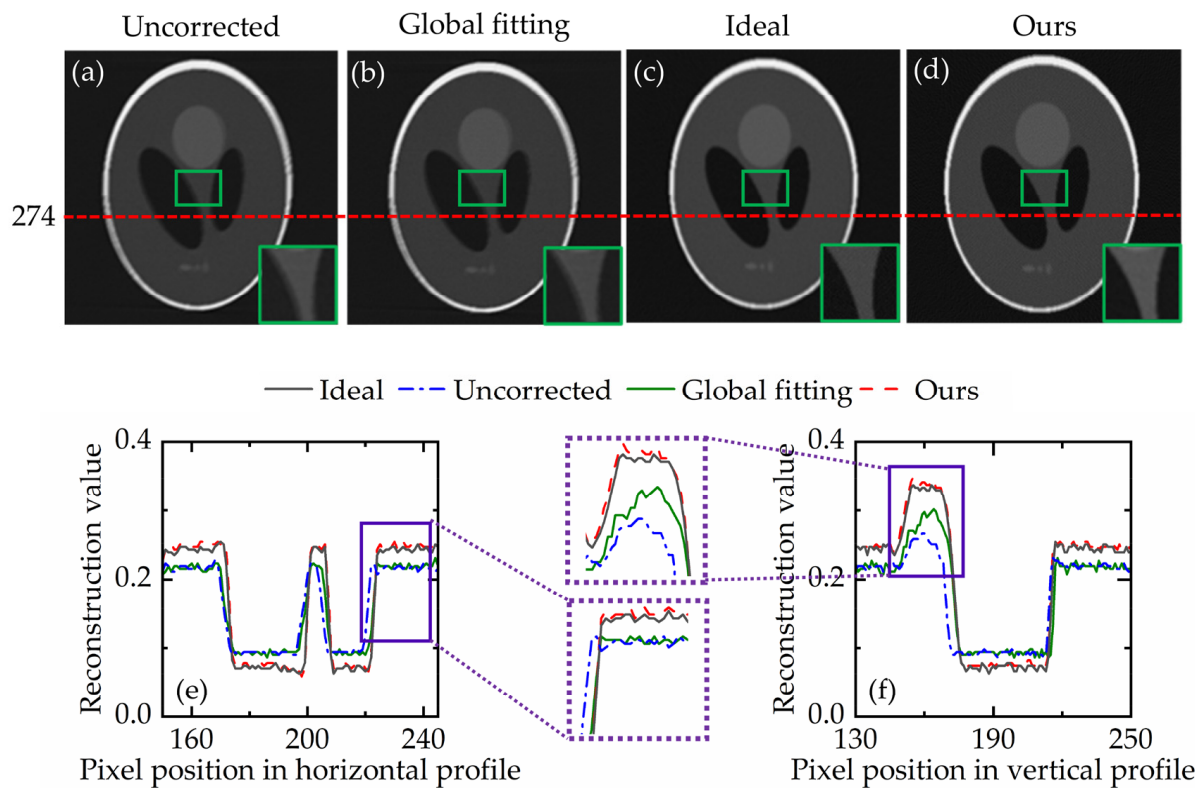 Uncorrected Global fitting Ideal Ours
(a) (b) (c) (d)
274
Ideal Uncorrected Global fitting Ours
0.4
0.2
0.0
Reconstruction value
(e)
160 200 240
Pixel position in horizontal profile
0.4
0.2
0.0
Reconstruction value
(f)
130 190 250
Pixel position in vertical profile